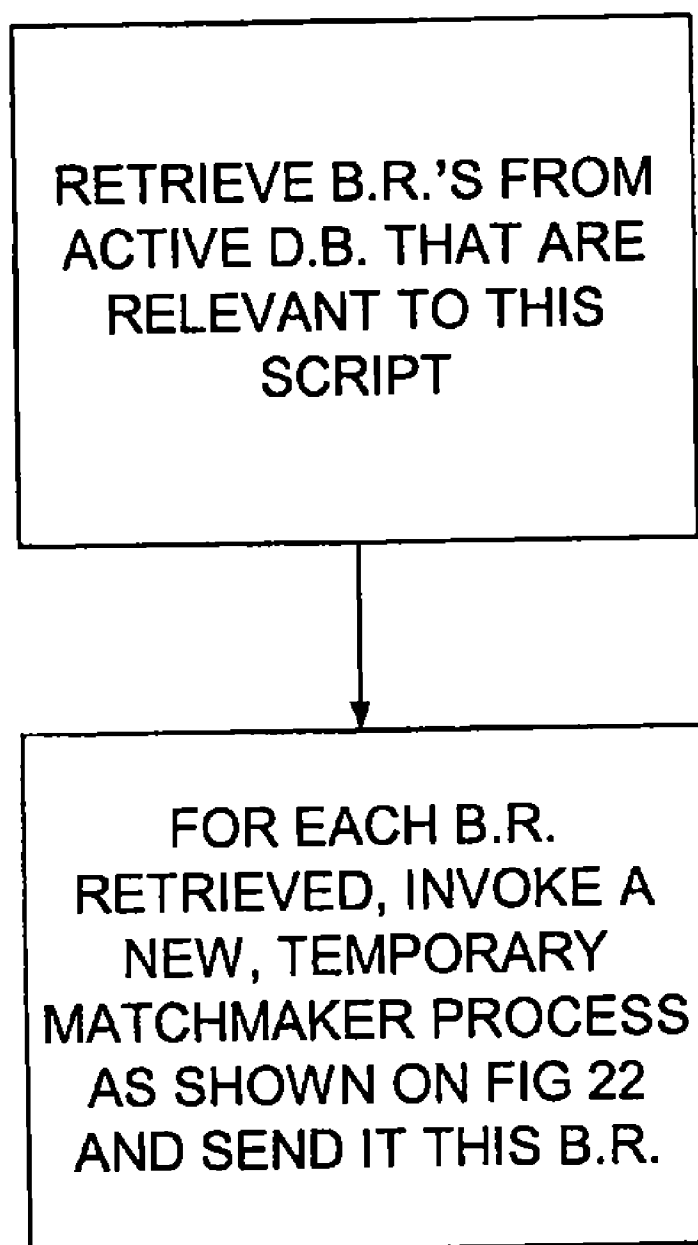 RETRIEVE B.R.'S FROM
ACTIVE D.B. THAT ARE
RELEVANT TO THIS
SCRIPT
FOR EACH B.R.
RETRIEVED, INVOKE A
NEW, TEMPORARY
MATCHMAKER PROCESS
AS SHOWN ON FIG 22
AND SEND IT THIS B.R.